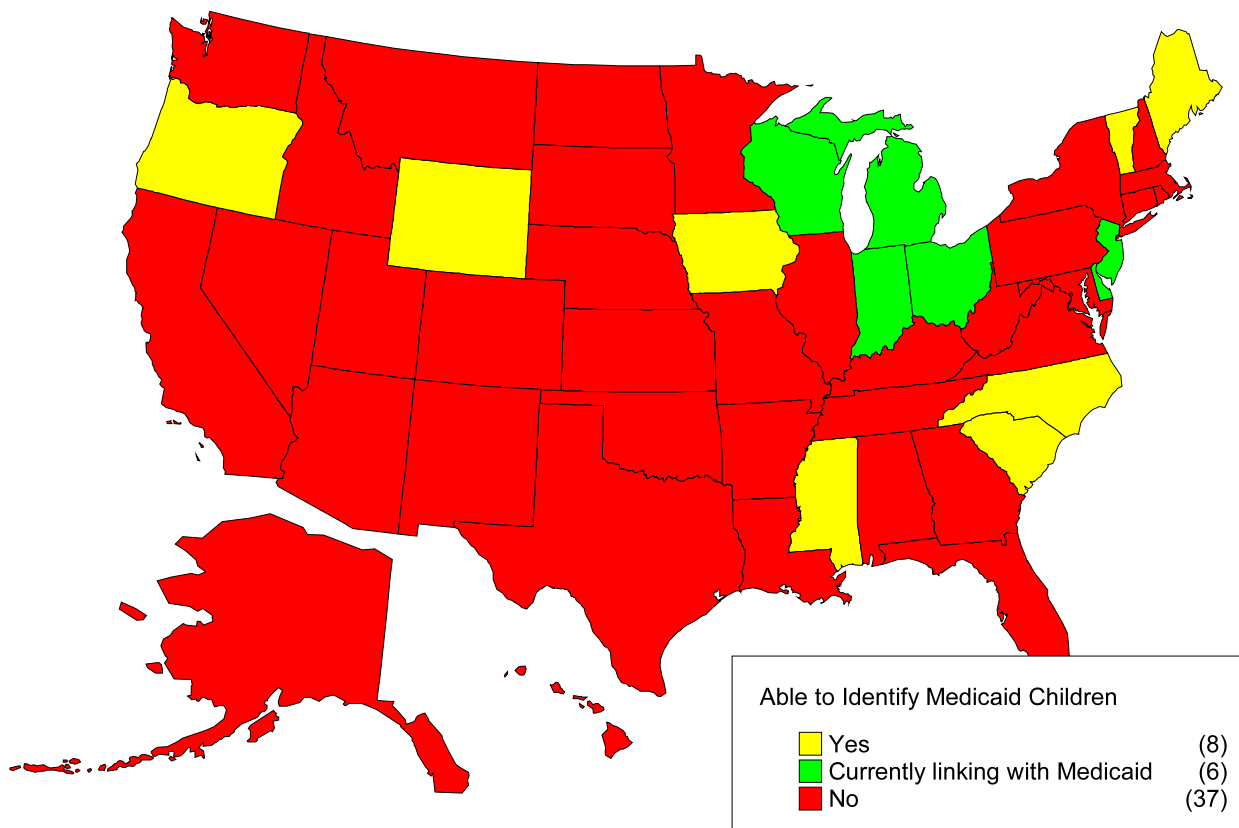 Able to Identify Medicaid Children
Yes (8)
Currently linking with Medicaid (6)
No (37)